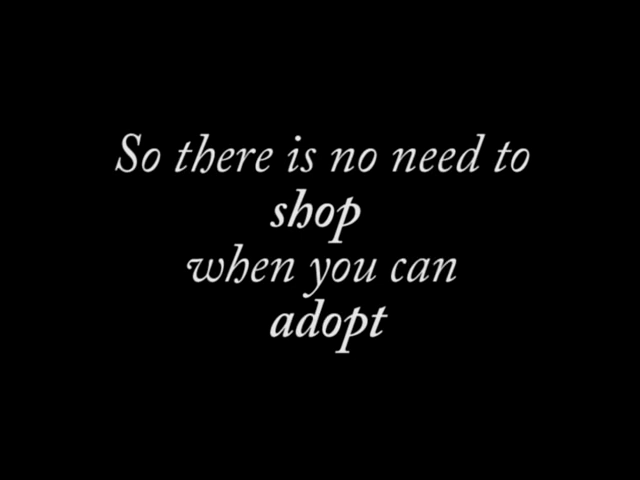 So there is no need to
shop
when you can
adopt